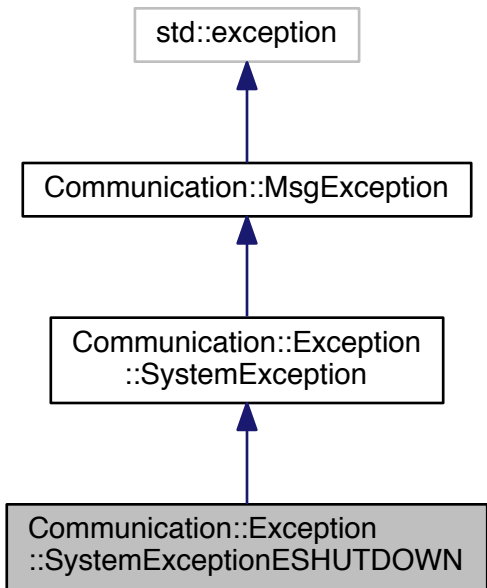 std::exception
Communication::MsgException
Communication::Exception
::SystemException
Communication::Exception
::SystemExceptionESHUTDOWN